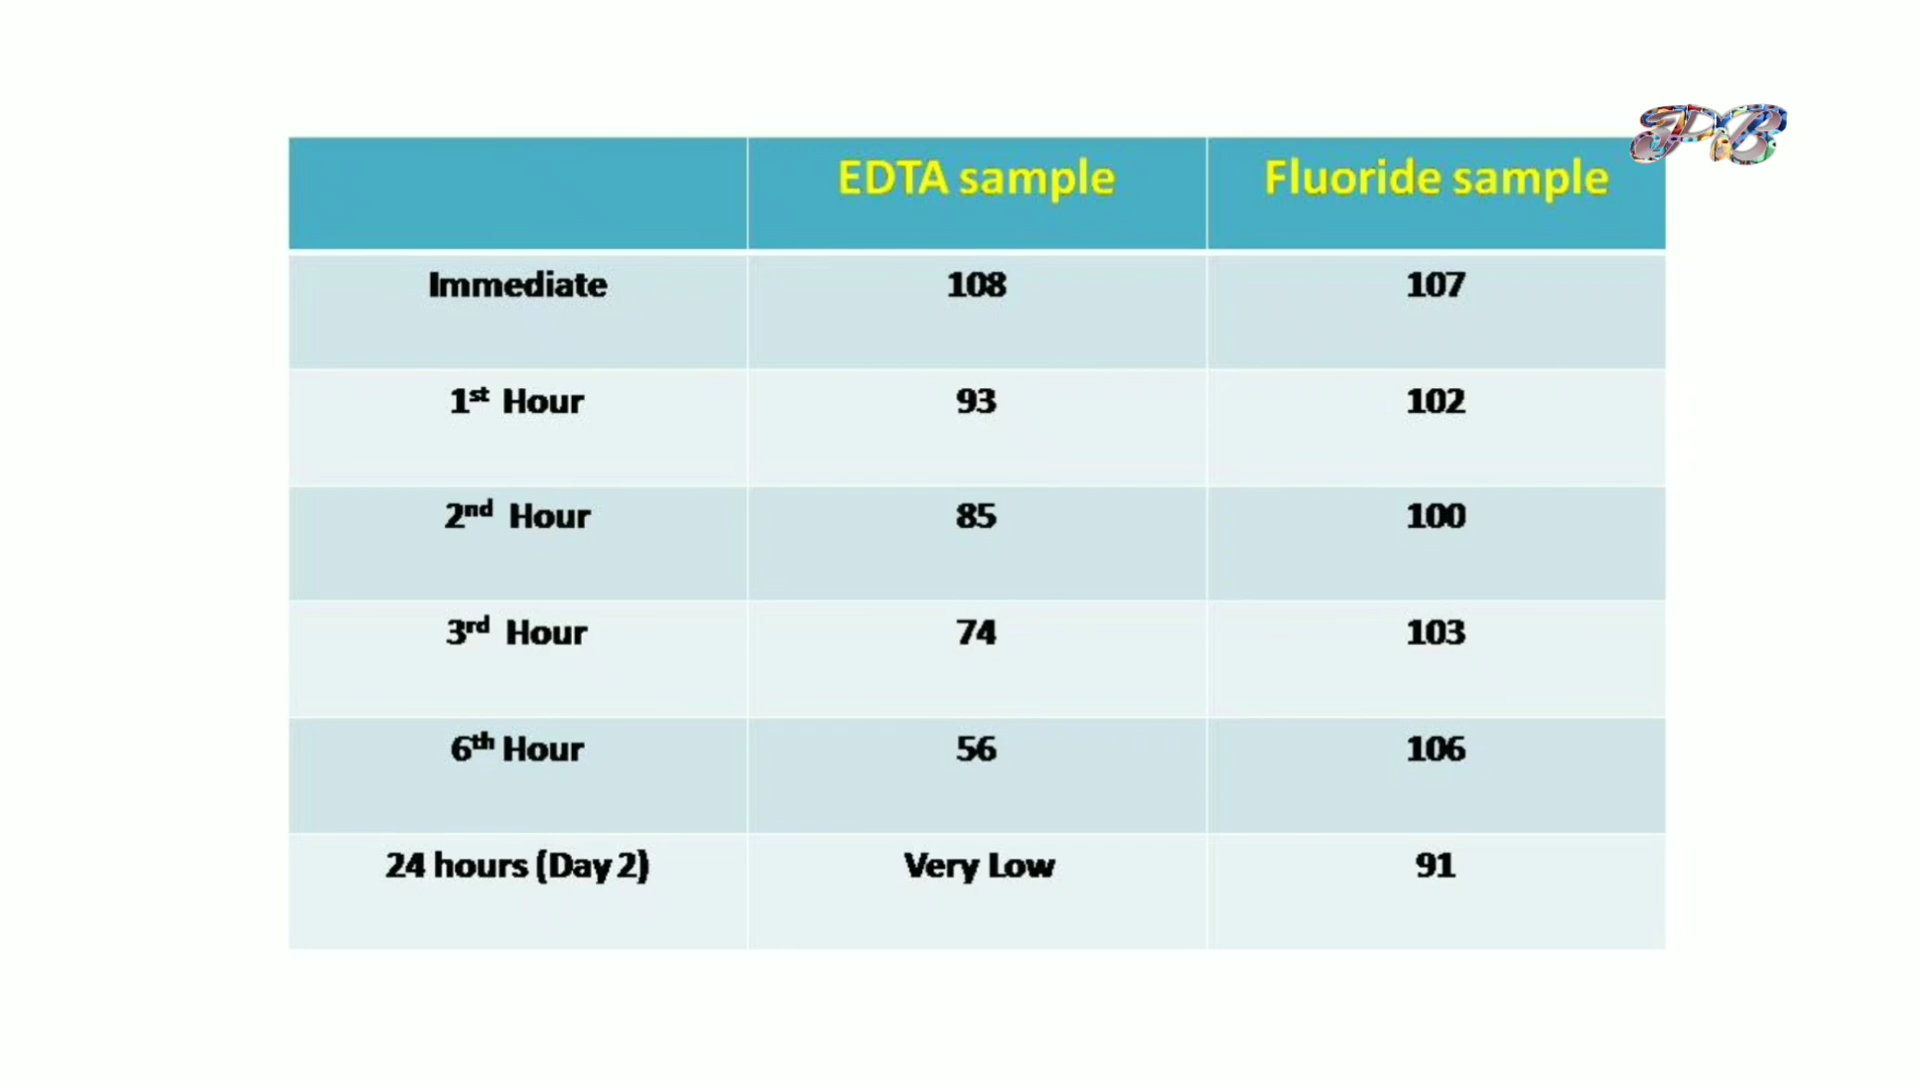 PB
EDTA sample Fluoride sample
Immediate 108 107
1st Hour 93 102
2nd Hour 85 100
3rd Hour 74 103
6th Hour 56 106
24 hours (Day 2) Very Low 91